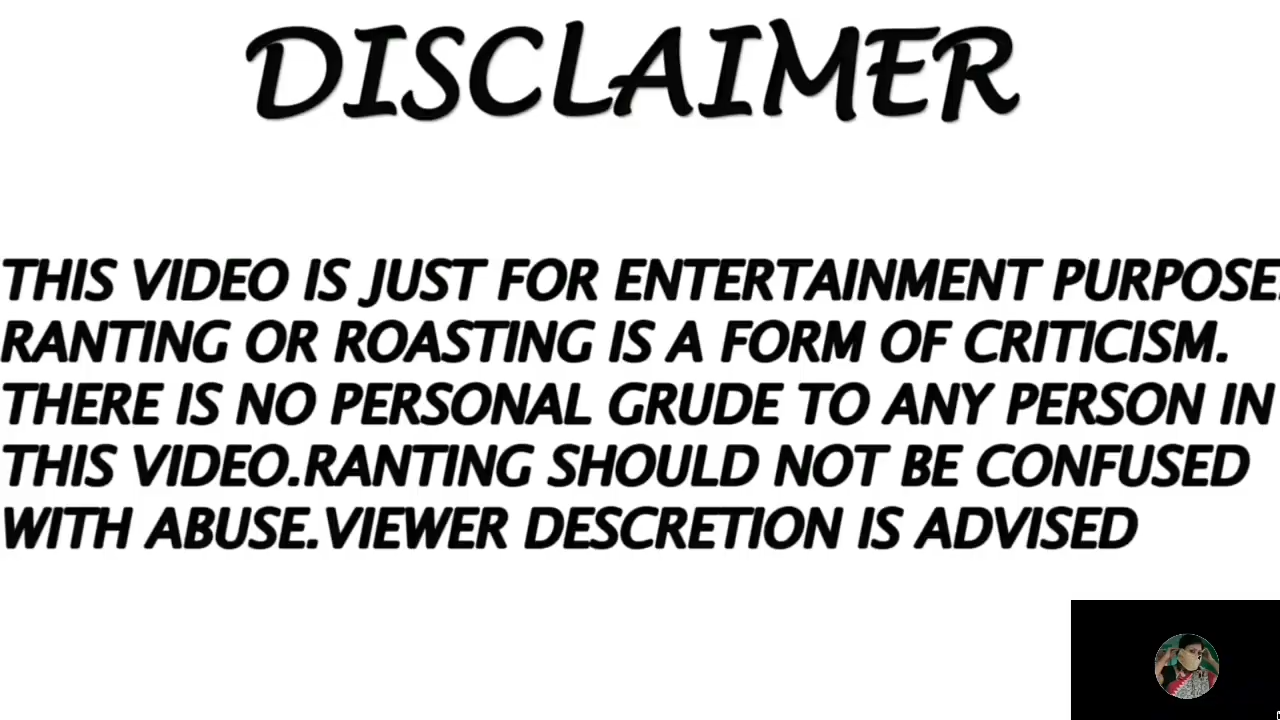 DISCLAIMER
THIS VIDEO IS JUST FOR ENTERTAINMENT PURPOSE.
RANTING OR ROASTING IS A FORM OF CRITICISM.
THERE IS NO PERSONAL GRUDE TO ANY PERSON IN
THIS VIDEO.RANTING SHOULD NOT BE CONFUSED
WITH ABUSE.VIEWER DESCRETION IS ADVISED